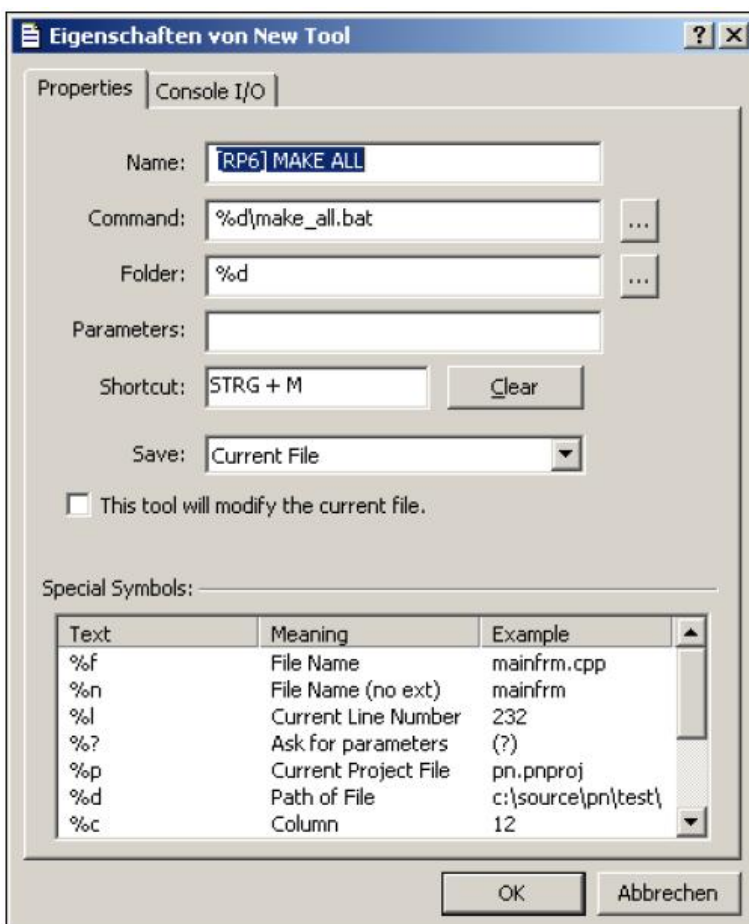 Eigenschaften von New Tool
Properties Console I/O
Name: [RP6] MAKE ALL
Command: %d\make_all.bat ...
Folder: %d ...
Parameters:
Shortcut: STRG + M Clear
Save: Current File
This tool will modify the current file.
Special Symbols:
Text Meaning Example
%f File Name mainfrm.cpp
%n File Name (no ext) mainfrm
%l Current Line Number 232
%? Ask for parameters (?)
%p Current Project File pn.pnproj
%d Path of File c:\source\pn\test\
%c Column 12
OK Abbrechen